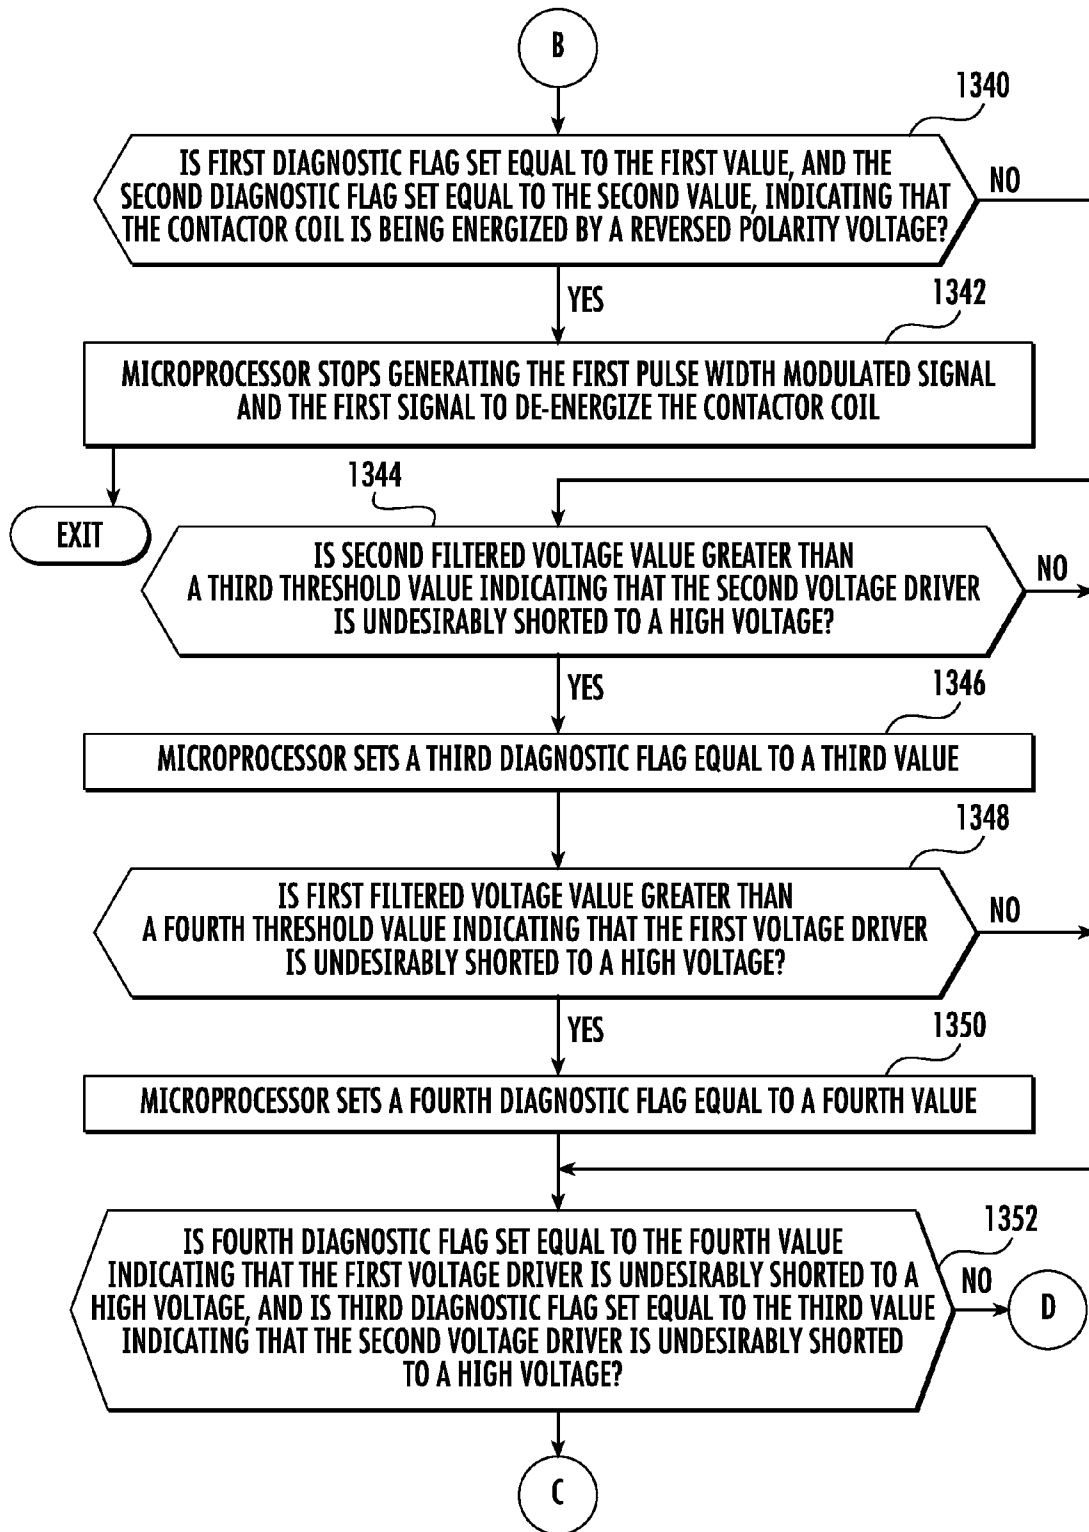 B
1340
IS FIRST DIAGNOSTIC FLAG SET EQUAL TO THE FIRST VALUE, AND THE
SECOND DIAGNOSTIC FLAG SET EQUAL TO THE SECOND VALUE, INDICATING THAT
THE CONTACTOR COIL IS BEING ENERGIZED BY A REVERSED POLARITY VOLTAGE?
NO
YES
1342
MICROPROCESSOR STOPS GENERATING THE FIRST PULSE WIDTH MODULATED SIGNAL
AND THE FIRST SIGNAL TO DE-ENERGIZE THE CONTACTOR COIL
EXIT
1344
IS SECOND FILTERED VOLTAGE VALUE GREATER THAN
A THIRD THRESHOLD VALUE INDICATING THAT THE SECOND VOLTAGE DRIVER
IS UNDESIRABLY SHORTED TO A HIGH VOLTAGE?
NO
YES
1346
MICROPROCESSOR SETS A THIRD DIAGNOSTIC FLAG EQUAL TO A THIRD VALUE
1348
IS FIRST FILTERED VOLTAGE VALUE GREATER THAN
A FOURTH THRESHOLD VALUE INDICATING THAT THE FIRST VOLTAGE DRIVER
IS UNDESIRABLY SHORTED TO A HIGH VOLTAGE?
NO
YES
1350
MICROPROCESSOR SETS A FOURTH DIAGNOSTIC FLAG EQUAL TO A FOURTH VALUE
1352
IS FOURTH DIAGNOSTIC FLAG SET EQUAL TO THE FOURTH VALUE
INDICATING THAT THE FIRST VOLTAGE DRIVER IS UNDESIRABLY SHORTED TO A
HIGH VOLTAGE, AND IS THIRD DIAGNOSTIC FLAG SET EQUAL TO THE THIRD VALUE
INDICATING THAT THE SECOND VOLTAGE DRIVER IS UNDESIRABLY SHORTED
TO A HIGH VOLTAGE?
NO
D
C